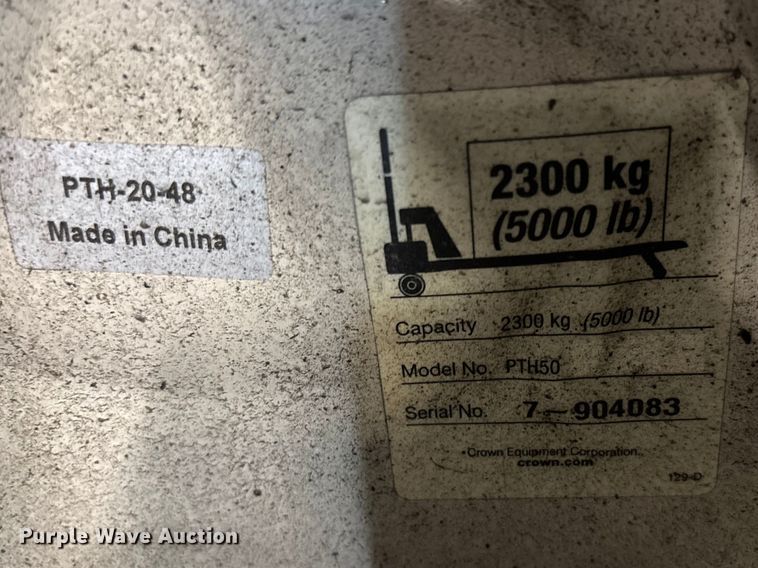 PTH-20-48
Made in China
2300 kg
(5000 lb)
Capacity 2300 kg (5000 lb)
Model No. PTH50
Serial No. 7-904083
Crown Equipment Corporation
crown.com
129-D
Purple Wave Auction®